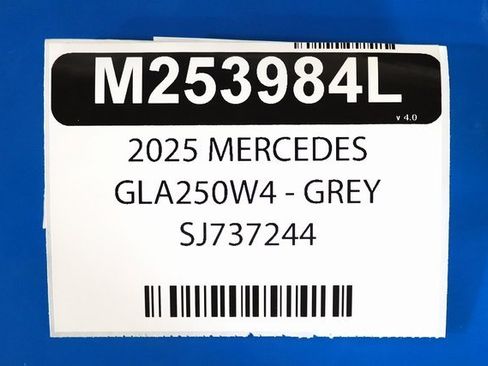 M253984L
v 4.0
2025 MERCEDES
GLA250W4 - GREY
SJ737244